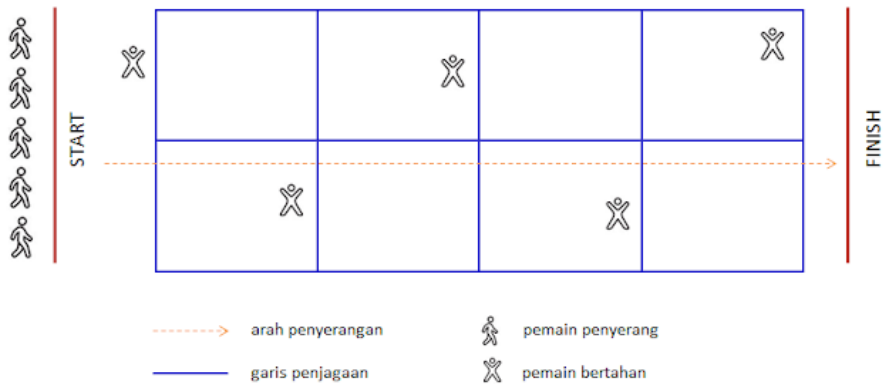 START
FINISH
arah penyerangan
pemain penyerang
garis penjagaan
pemain bertahan